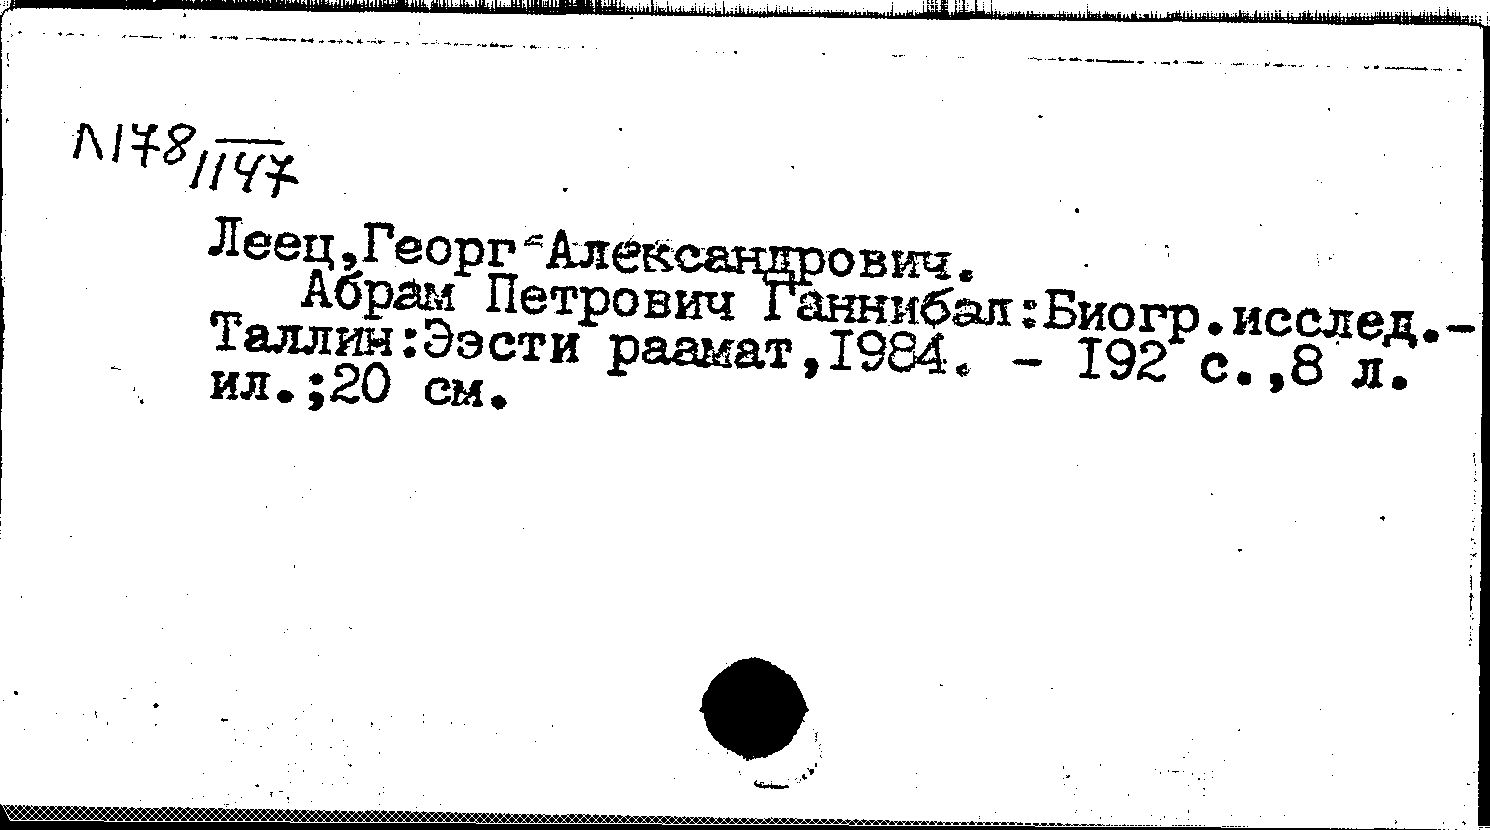 Л178/1147
Леец,Георг Александрович.
Абрам Петрович Ганнибал:Биогр.исслед.-
Таллин:Ээсти раамат,1984. - 192 с.,8 л.
ил.;20 см.